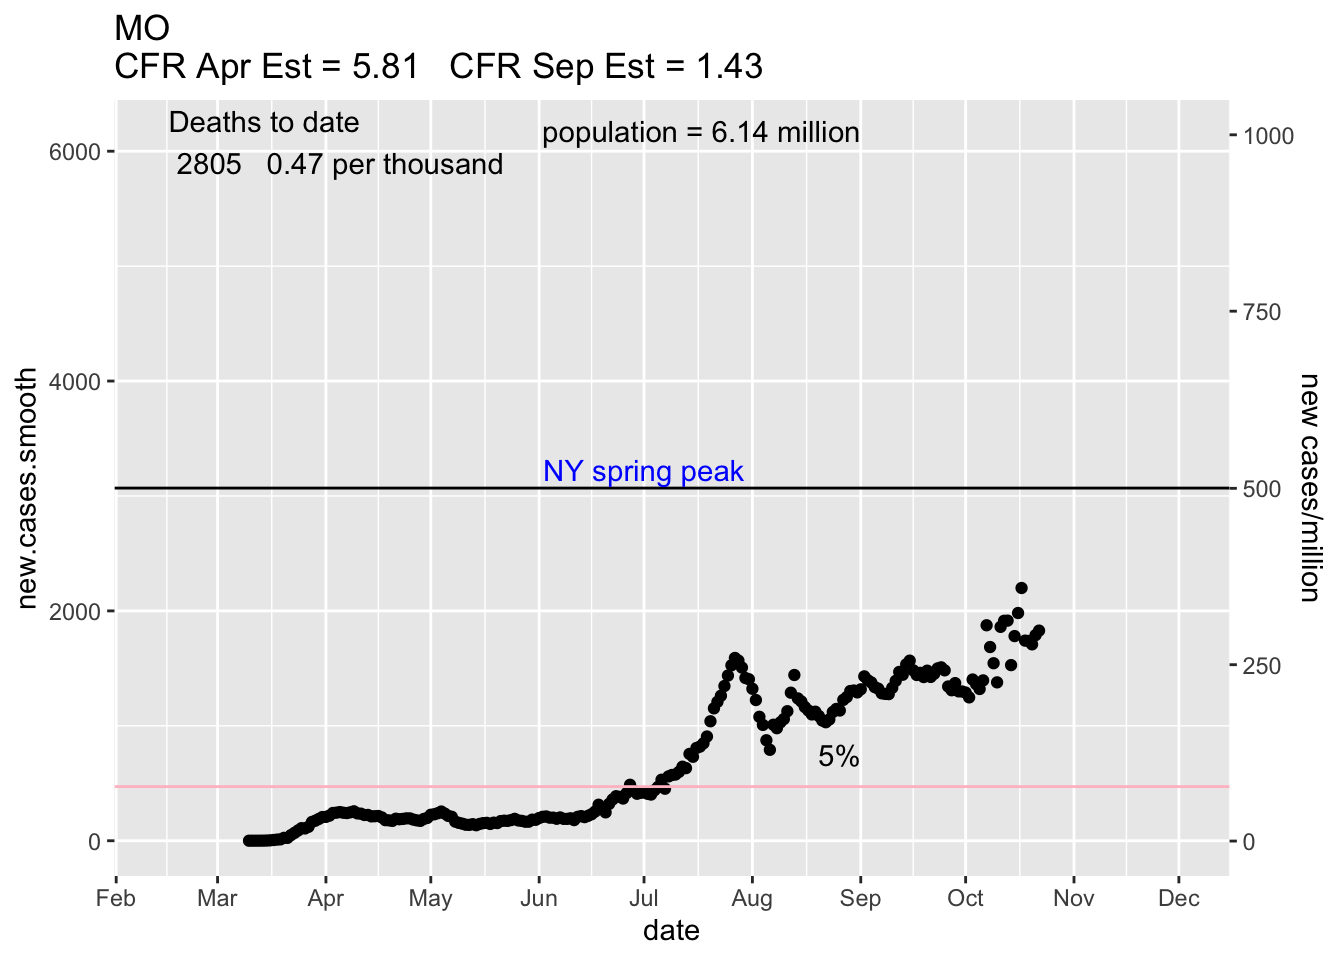 MO
CFR Apr Est = 5.81   CFR Sep Est = 1.43
Deaths to date
2805   0.47 per thousand
population = 6.14 million
NY spring peak
5%
new.cases.smooth
6000
4000
2000
0
1000
750
500
250
0
new cases/million
Feb Mar Apr May Jun Jul Aug Sep Oct Nov Dec
date